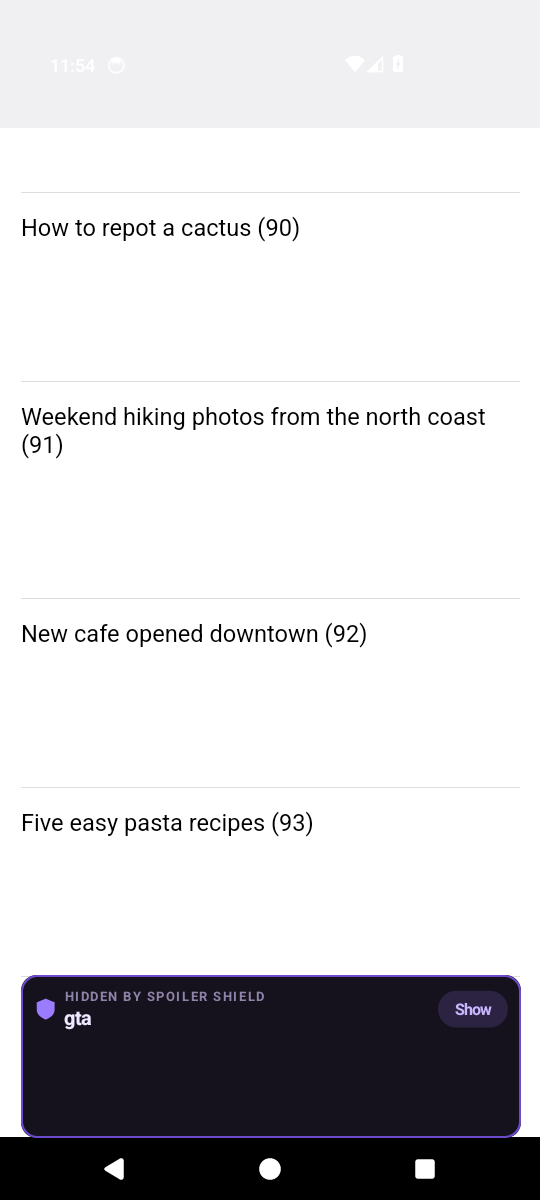 11:54
How to repot a cactus (90)
Weekend hiking photos from the north coast
(91)
New cafe opened downtown (92)
Five easy pasta recipes (93)
HIDDEN BY SPOILER SHIELD
gta
Show